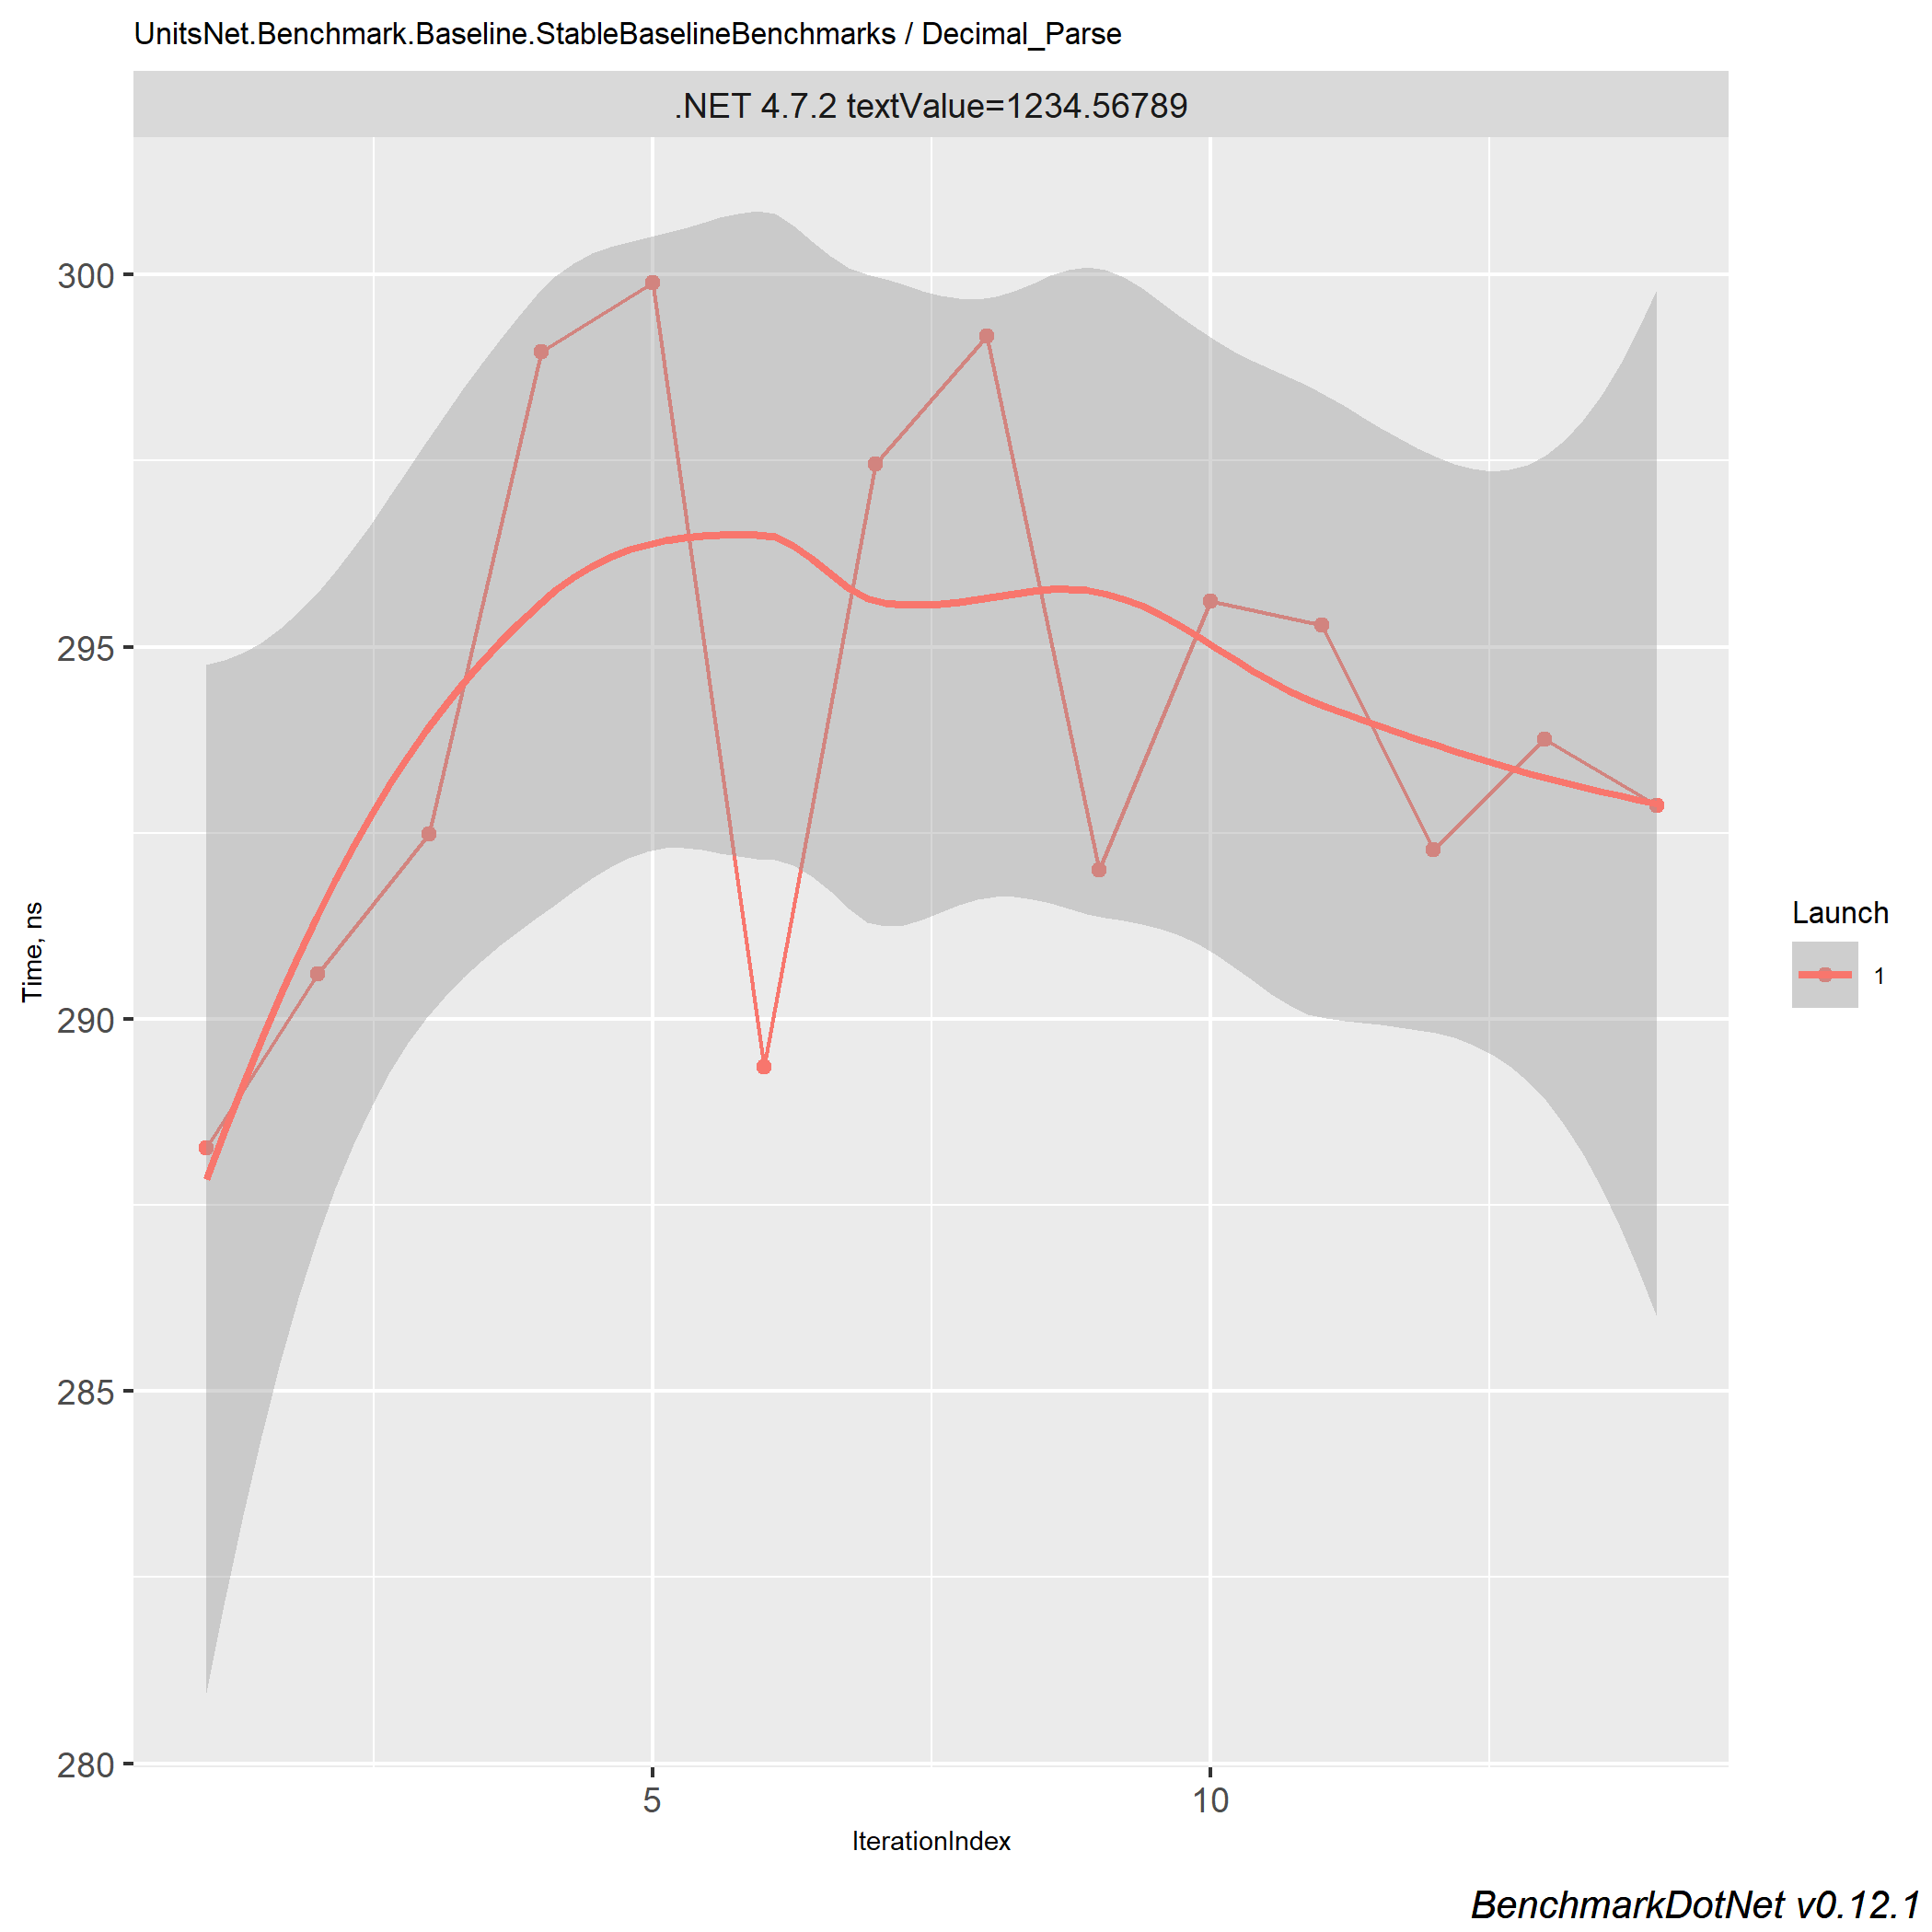 UnitsNet.Benchmark.Baseline.StableBaselineBenchmarks / Decimal_Parse
.NET 4.7.2 textValue=1234.56789
300
295
290
285
280
Time, ns
5
10
IterationIndex
Launch
1
BenchmarkDotNet v0.12.1